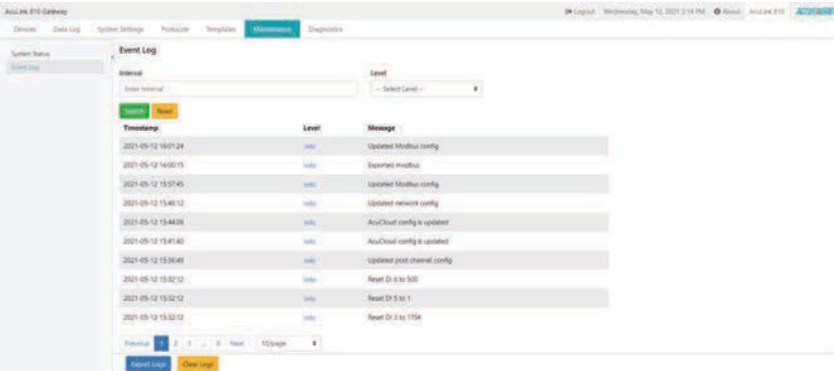 AcuLink 810 Gateway
Logout Wednesday, May 12, 2021 3:14 PM About AcuLink 810
Devices Data Log System Settings Protocols Templates Maintenance Diagnostics
System Status
Event Log
Event Log
Interval Level
Enter Interval -- Select Level --
Search Reset
Timestamp Level Message
2021-05-12 16:01:24 info Updated Modbus config
2021-05-12 16:00:15 info Exported modbus
2021-05-12 15:57:45 info Updated Modbus config
2021-05-12 15:48:12 info Updated network config
2021-05-12 15:44:08 info AcuCloud config is updated
2021-05-12 15:41:40 info AcuCloud config is updated
2021-05-12 info Updated post channel config
2021-05-12 15:32:12 info Reset DI 6 to 500
2021-05-12 15:32:12 info Reset DI 5 to 1
2021-05-12 15:32:12 info Reset DI to
Previous 1 2 3 ... Next 10/page
Export Logs Clear Logs